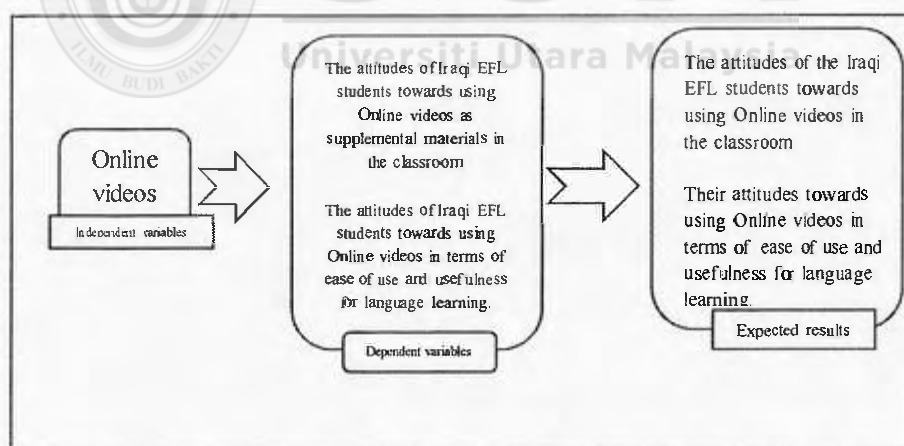 ILMU BUDI BAKTI
Universiti Utara Malaysia
Online
videos
Independent variables
The attitudes of Iraqi EFL
students towards using
Online videos as
supplemental materials in
the classroom
The attitudes of Iraqi EFL
students towards using
Online videos in terms of
ease of use and usefulness
for language learning.
Dependent variables
The attitudes of the Iraqi
EFL students towards
using Online videos in
the classroom
Their attitudes towards
using Online videos in
terms of ease of use and
usefulness for language
learning.
Expected results